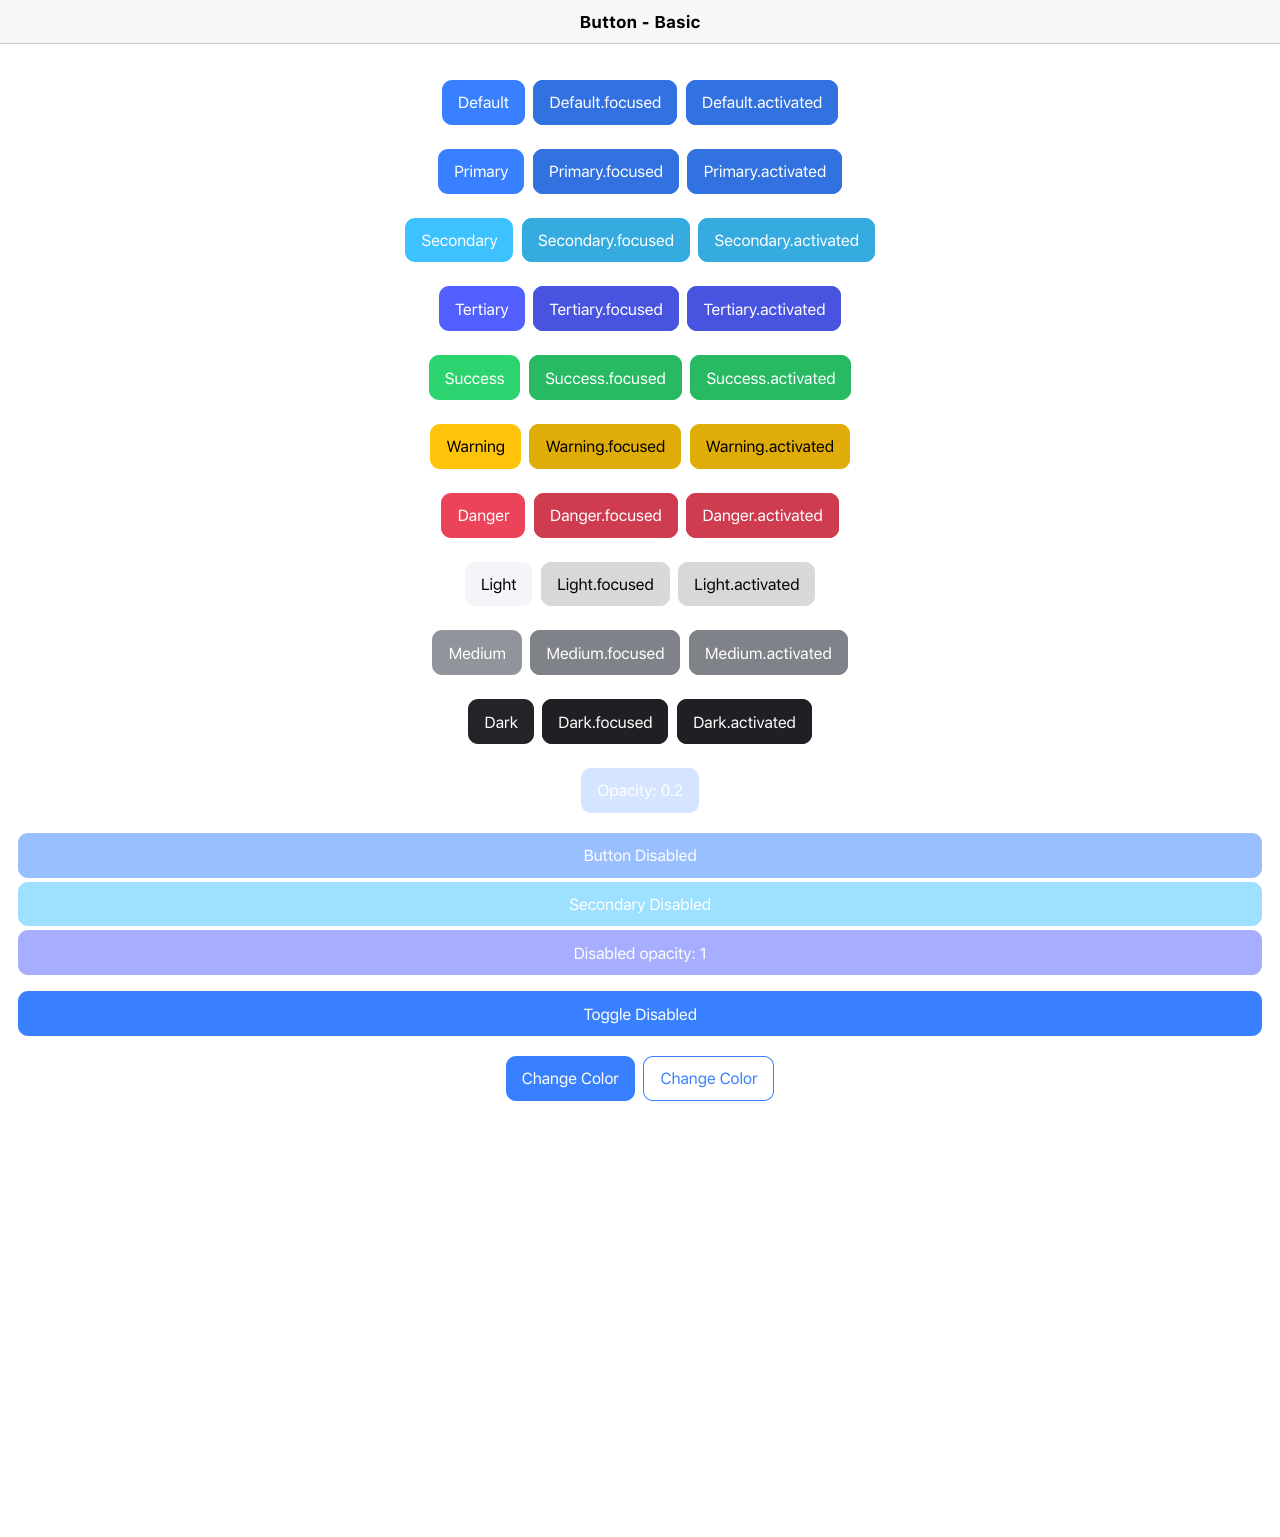 Button - Basic
Default Default.focused Default.activated
Primary Primary.focused Primary.activated
Secondary Secondary.focused Secondary.activated
Tertiary Tertiary.focused Tertiary.activated
Success Success.focused Success.activated
Warning Warning.focused Warning.activated
Danger Danger.focused Danger.activated
Light Light.focused Light.activated
Medium Medium.focused Medium.activated
Dark Dark.focused Dark.activated
Opacity: 0.2
Button Disabled
Secondary Disabled
Disabled opacity: 1
Toggle Disabled
Change Color Change Color